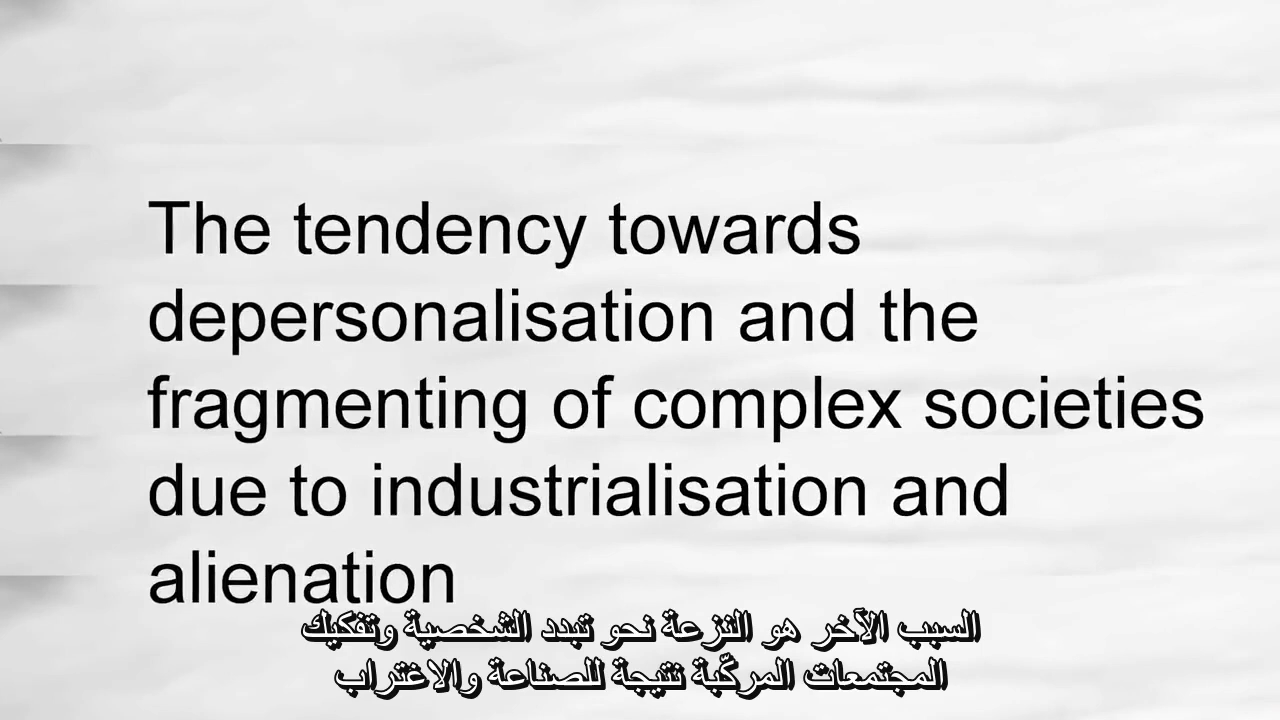 The tendency towards
depersonalisation and the
fragmenting of complex societies
due to industrialisation and
alienation
السبب الآخر هو النزعة نحو تبدد الشخصية وتفكيك
المجتمعات المركّبة نتيجة للصناعة والاغتراب